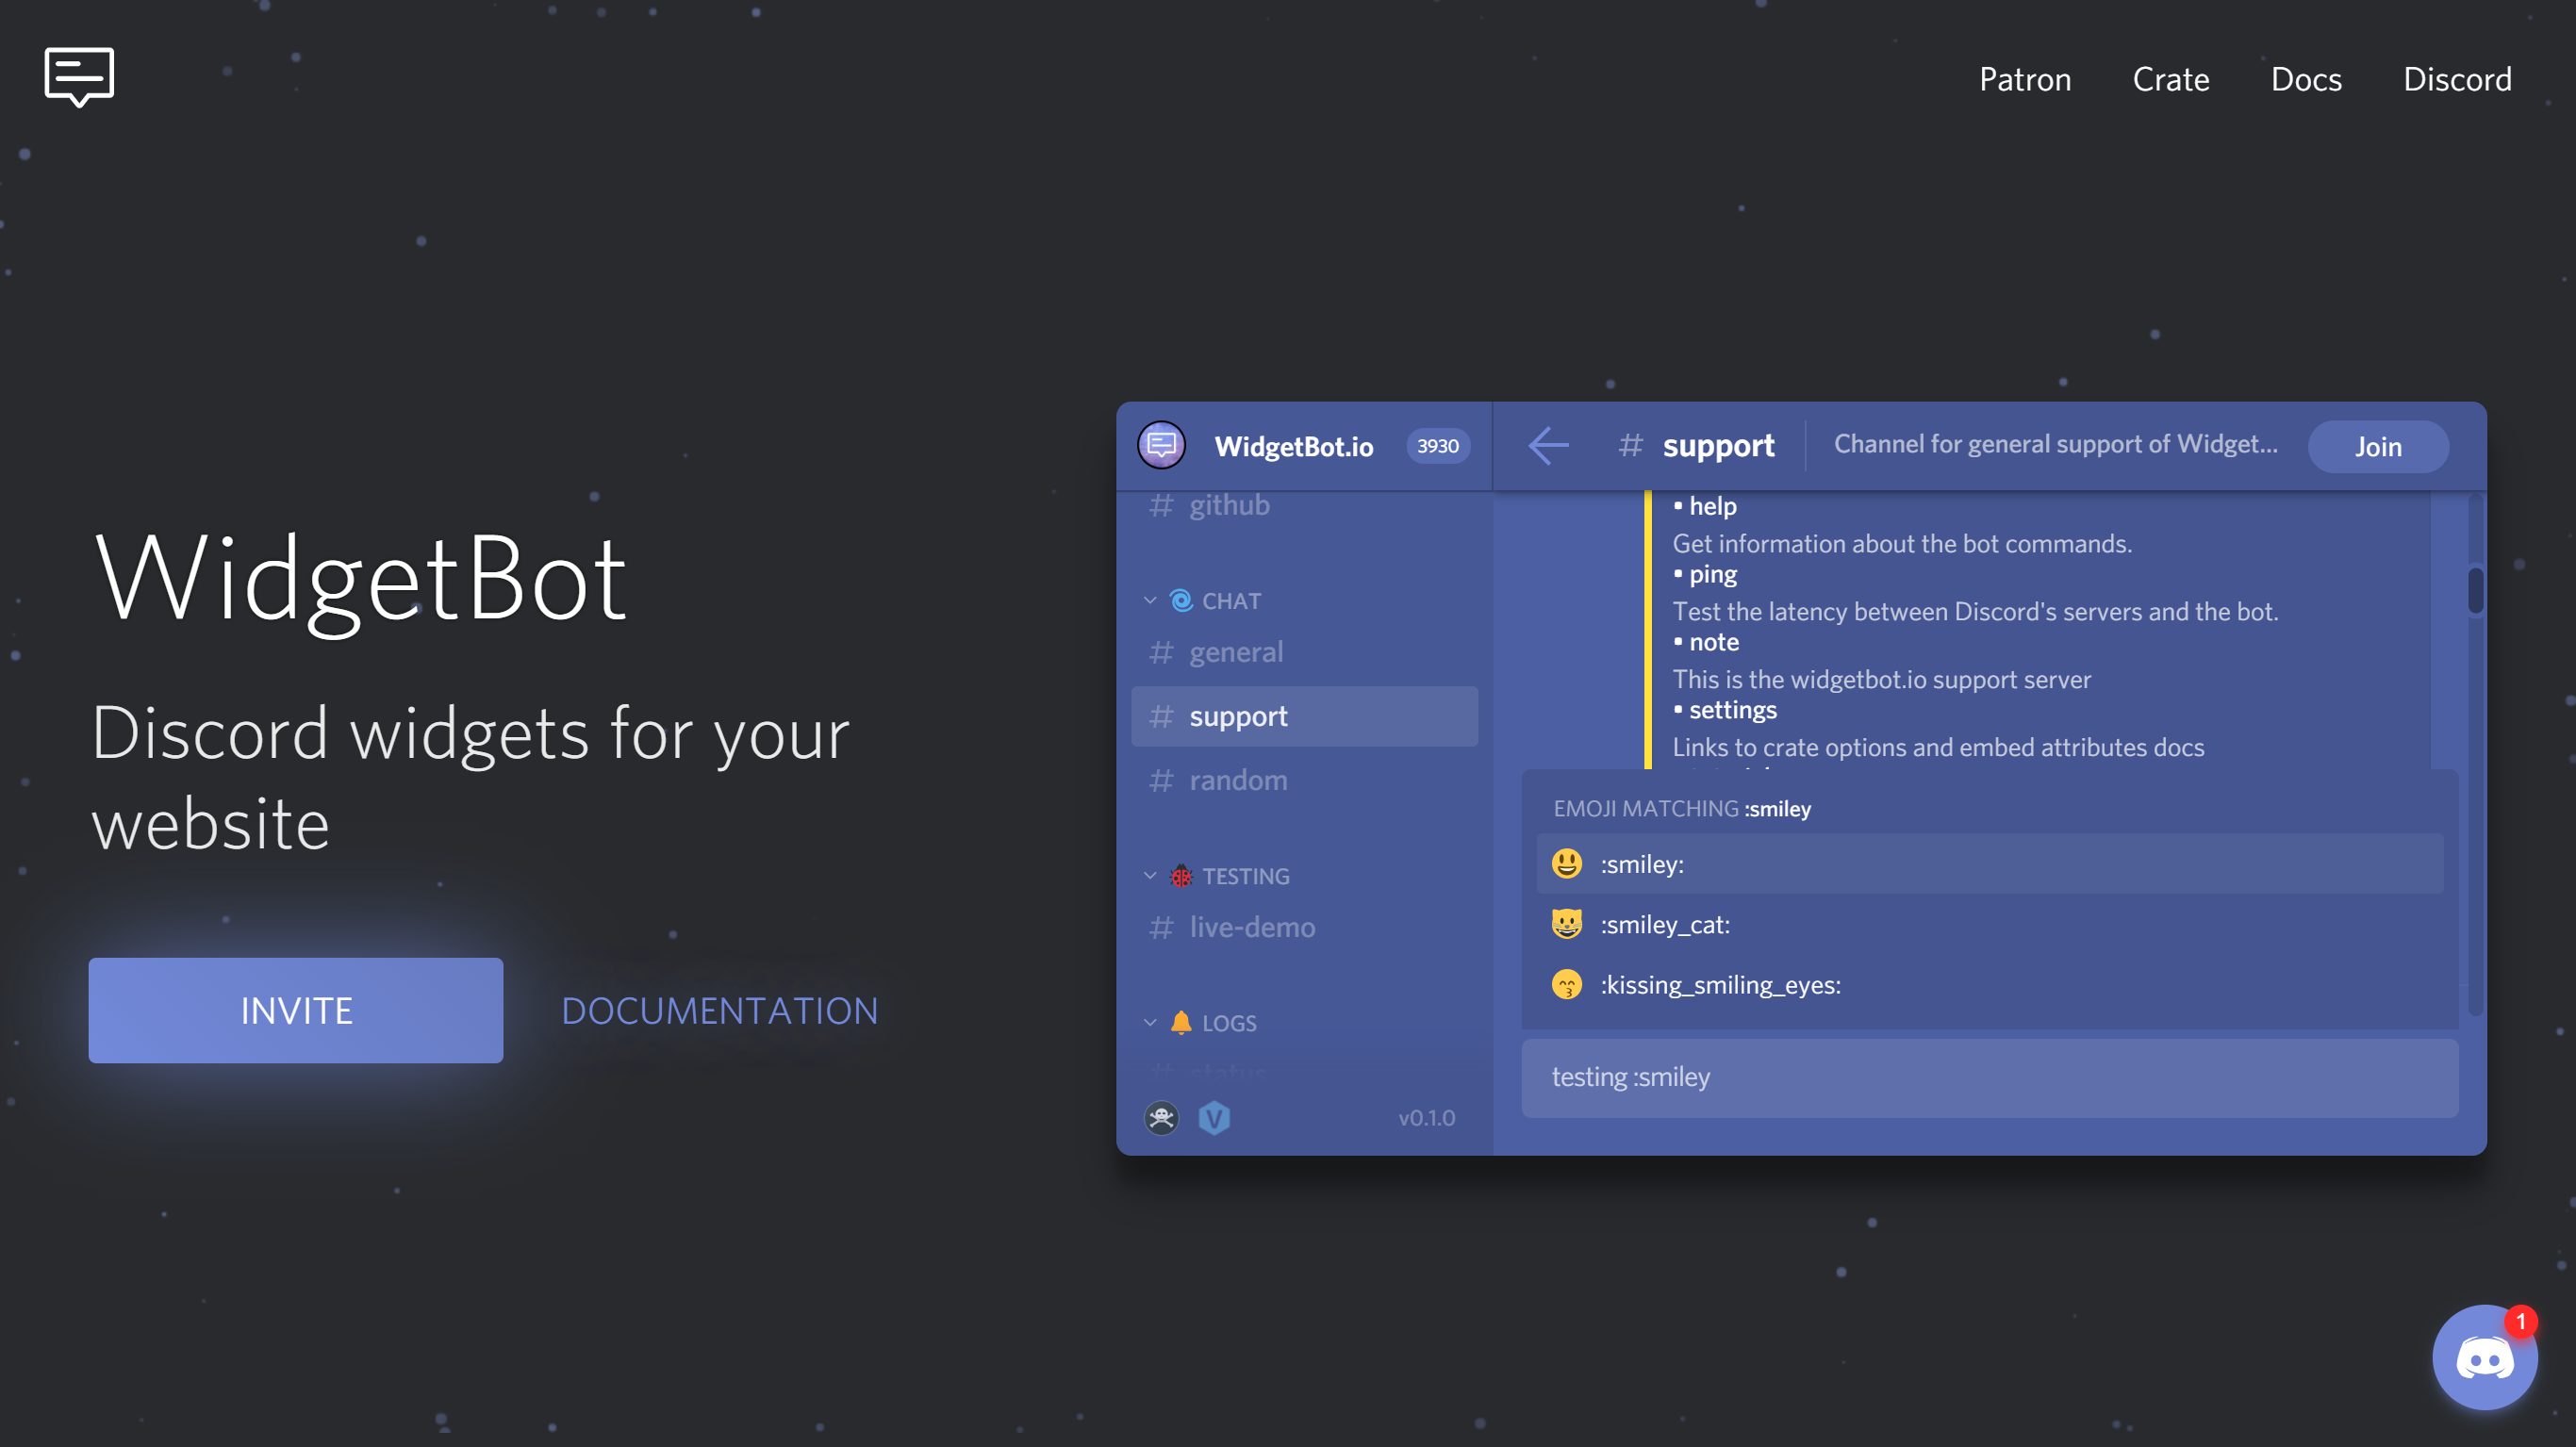 Patron Crate Docs Discord
WidgetBot
Discord widgets for your
website
INVITE DOCUMENTATION
WidgetBot.io 3930
# github
CHAT
# general
# support
# random
TESTING
# live-demo
LOGS
# status
v0.1.0
# support Channel for general support of Widget... Join
• help
Get information about the bot commands.
• ping
Test the latency between Discord's servers and the bot.
• note
This is the widgetbot.io support server
• settings
Links to crate options and embed attributes docs
EMOJI MATCHING :smiley
:smiley:
:smiley_cat:
:kissing_smiling_eyes:
testing :smiley
1